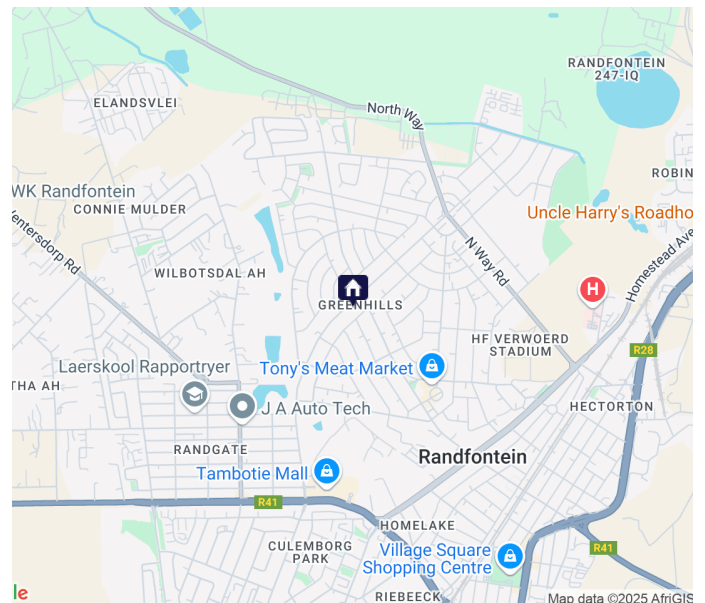 RANDFONTEIN
247-IQ
ELANDSVLEI
North Way
ROBIN
WK Randfontein
CONNIE MULDER
Uncle Harry's Roadho
Ventersdorp Rd
N Way Rd
Homestead Ave
WILBOTSDAL AH
H
GREENHILLS
HF VERWOERD
STADIUM
R28
Laerskool Rapportryer
Tony's Meat Market
THA AH
J A Auto Tech
HECTORTON
RANDGATE
Randfontein
Tambotie Mall
R41
HOMELAKE
CULEMBORG
PARK
Village Square
Shopping Centre
R41
RIEBEECK
le
Map data ©2025 AfriGIS